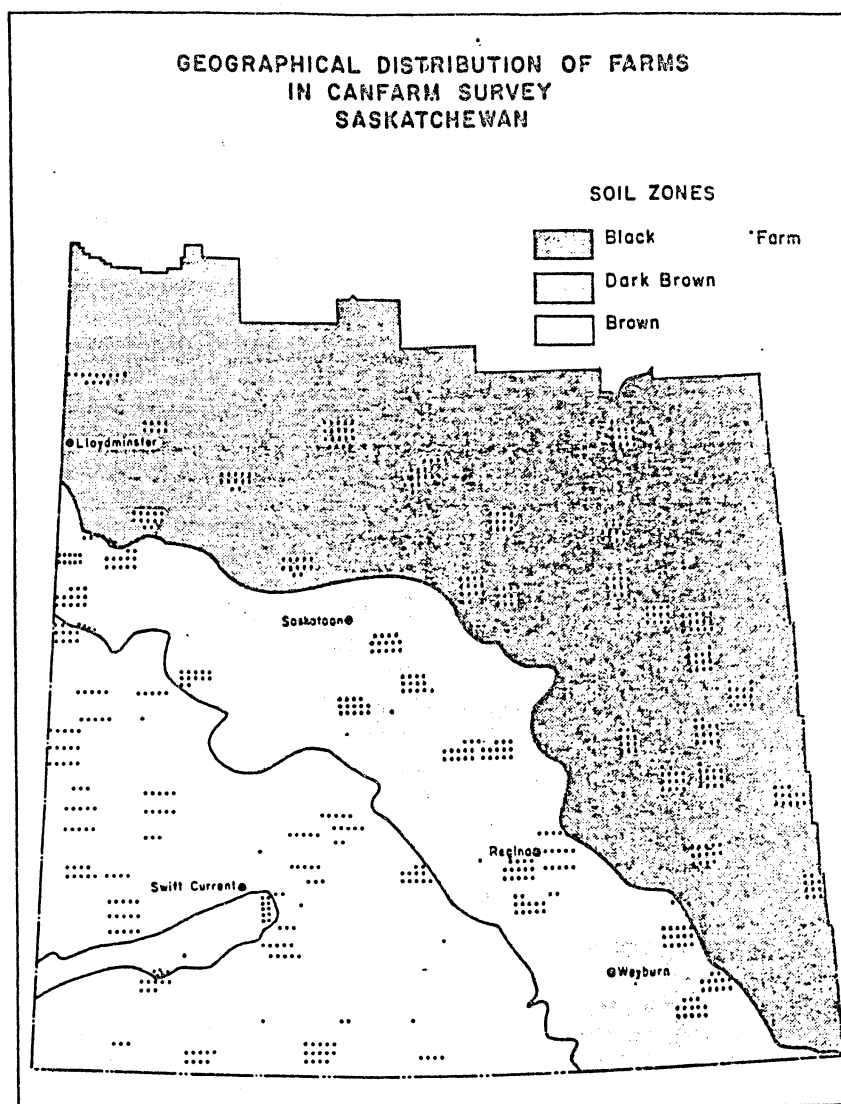 GEOGRAPHICAL DISTRIBUTION OF FARMS
IN CANFARM SURVEY
SASKATCHEWAN
SOIL ZONES
Black
Farm
Dark Brown
Brown
Lloydminster
Saskatoon
Regina
Swift Current
Weyburn